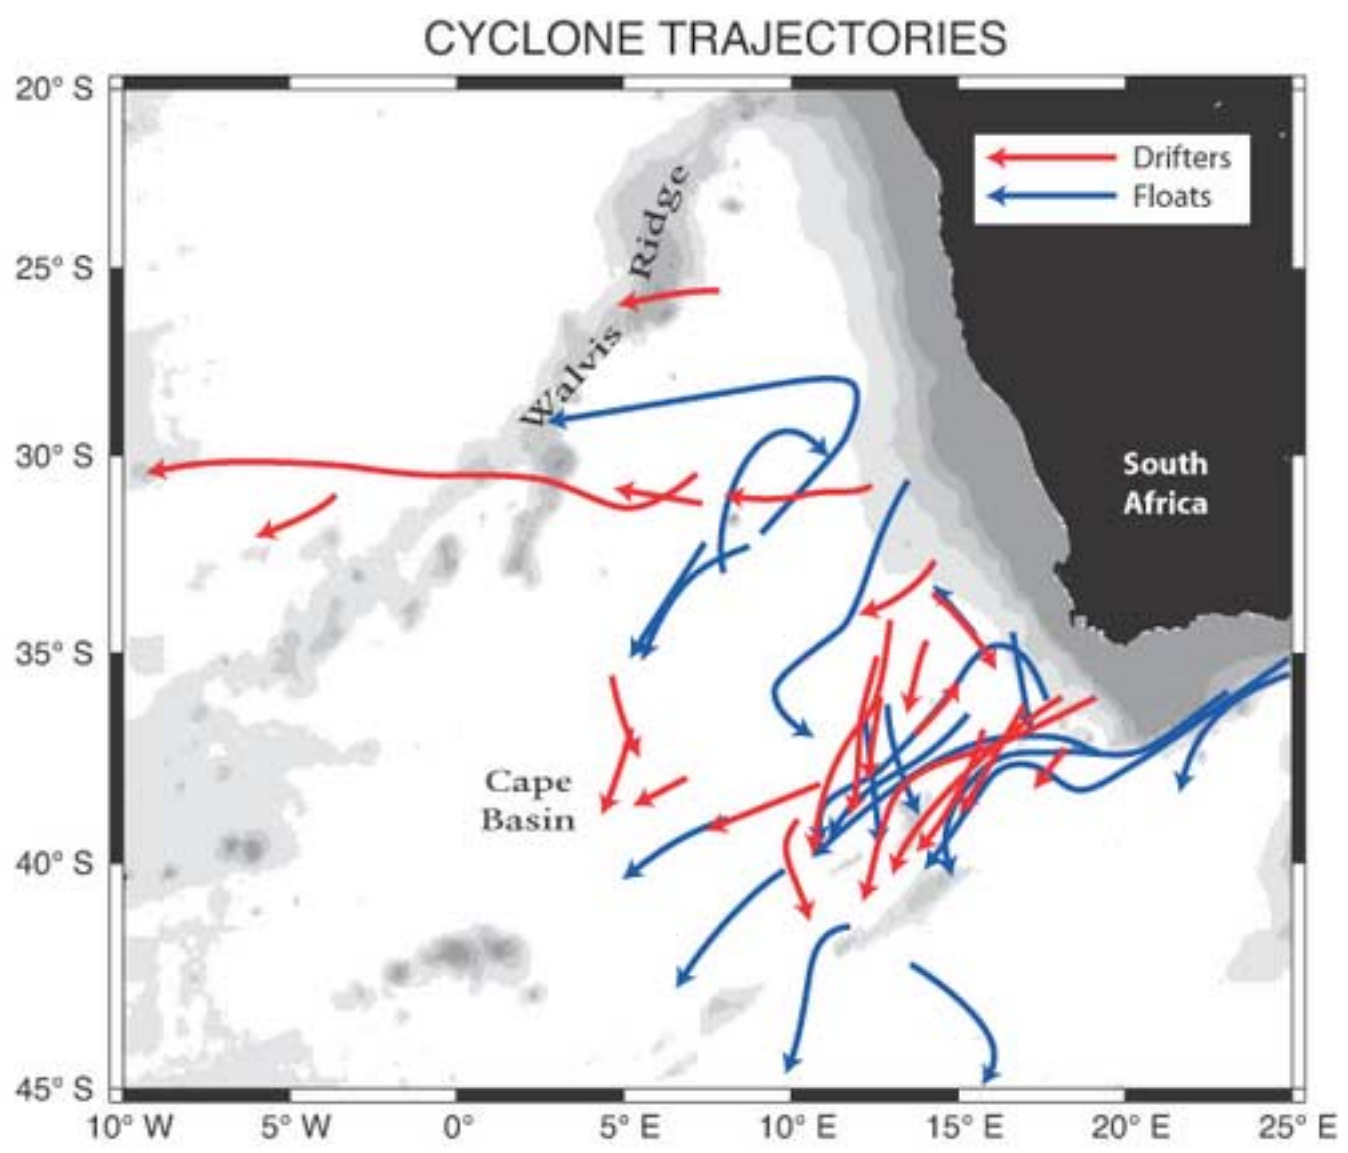 CYCLONE TRAJECTORIES
20° S
25° S
30° S
35° S
40° S
45° S
Drifters
Floats
Walvis Ridge
South
Africa
Cape
Basin
10° W
5° W
0°
5° E
10° E
15° E
20° E
25° E